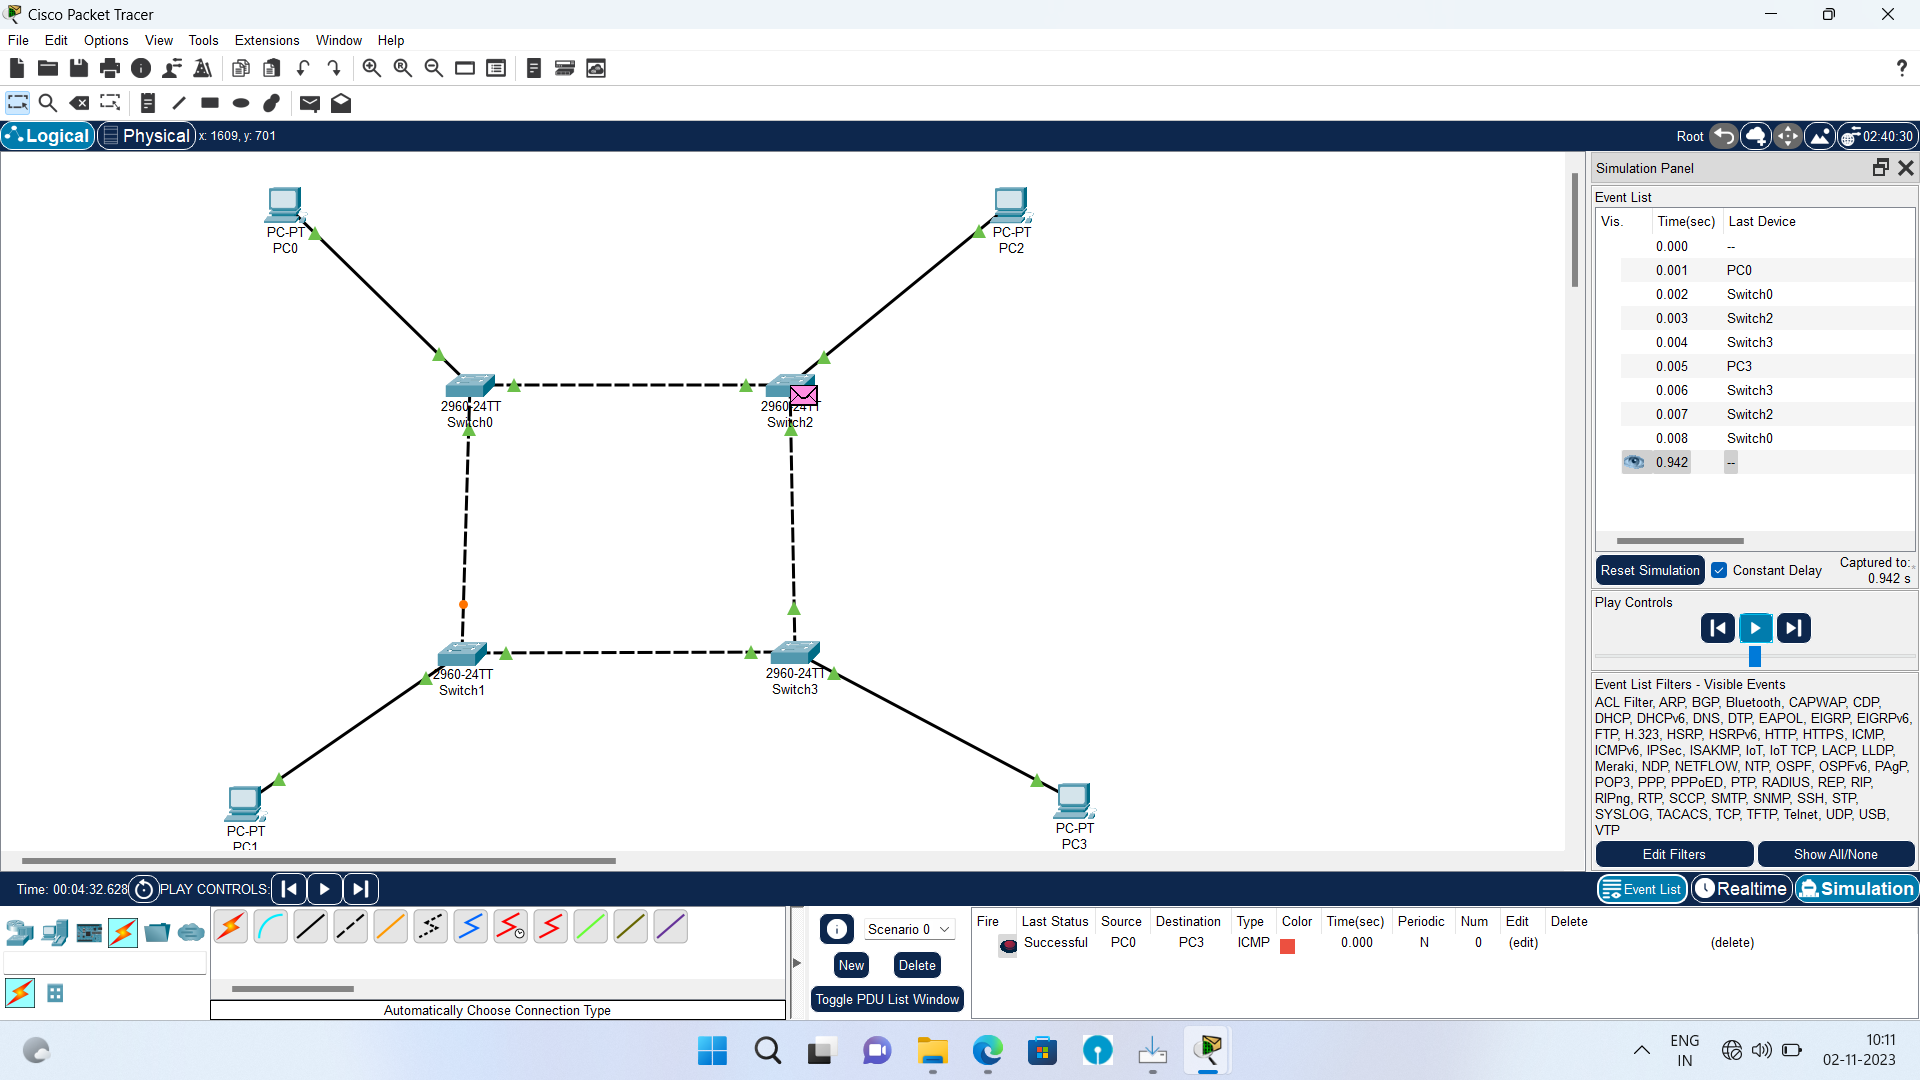 Cisco Packet Tracer
File Edit Options View Tools Extensions Window Help
?
Logical Physical x: 1609, y: 701 Root 02:40:30
PC-PT
PC0
PC-PT
PC2
2960-24TT
Switch0
2960-24TT
Switch2
2960-24TT
Switch1
2960-24TT
Switch3
PC-PT
PC1
PC-PT
PC3
Simulation Panel
Event List
Vis. Time(sec) Last Device
0.000 --
0.001 PC0
0.002 Switch0
0.003 Switch2
0.004 Switch3
0.005 PC3
0.006 Switch3
0.007 Switch2
0.008 Switch0
0.942 --
Reset Simulation Constant Delay Captured to:
0.942 s
Play Controls
Event List Filters - Visible Events
ACL Filter, ARP, BGP, Bluetooth, CAPWAP, CDP,
DHCP, DHCPv6, DNS, DTP, EAPOL, EIGRP, EIGRPv6,
FTP, H.323, HSRP, HSRPv6, HTTP, HTTPS, ICMP,
ICMPv6, IPSec, ISAKMP, IoT, IoT TCP, LACP, LLDP,
Meraki, NDP, NETFLOW, NTP, OSPF, OSPFv6, PAgP,
POP3, PPP, PPPoED, PTP, RADIUS, REP, RIP,
RIPng, RTP, SCCP, SMTP, SNMP, SSH, STP,
SYSLOG, TACACS, TCP, TFTP, Telnet, UDP, USB,
VTP
Edit Filters Show All/None
Time: 00:04:32.628 PLAY CONTROLS: Event List Realtime Simulation
Scenario 0
New Delete
Toggle PDU List Window
Fire Last Status Source Destination Type Color Time(sec) Periodic Num Edit Delete
Successful PC0 PC3 ICMP 0.000 N 0 (edit) (delete)
Automatically Choose Connection Type
ENG
IN
10:11
02-11-2023